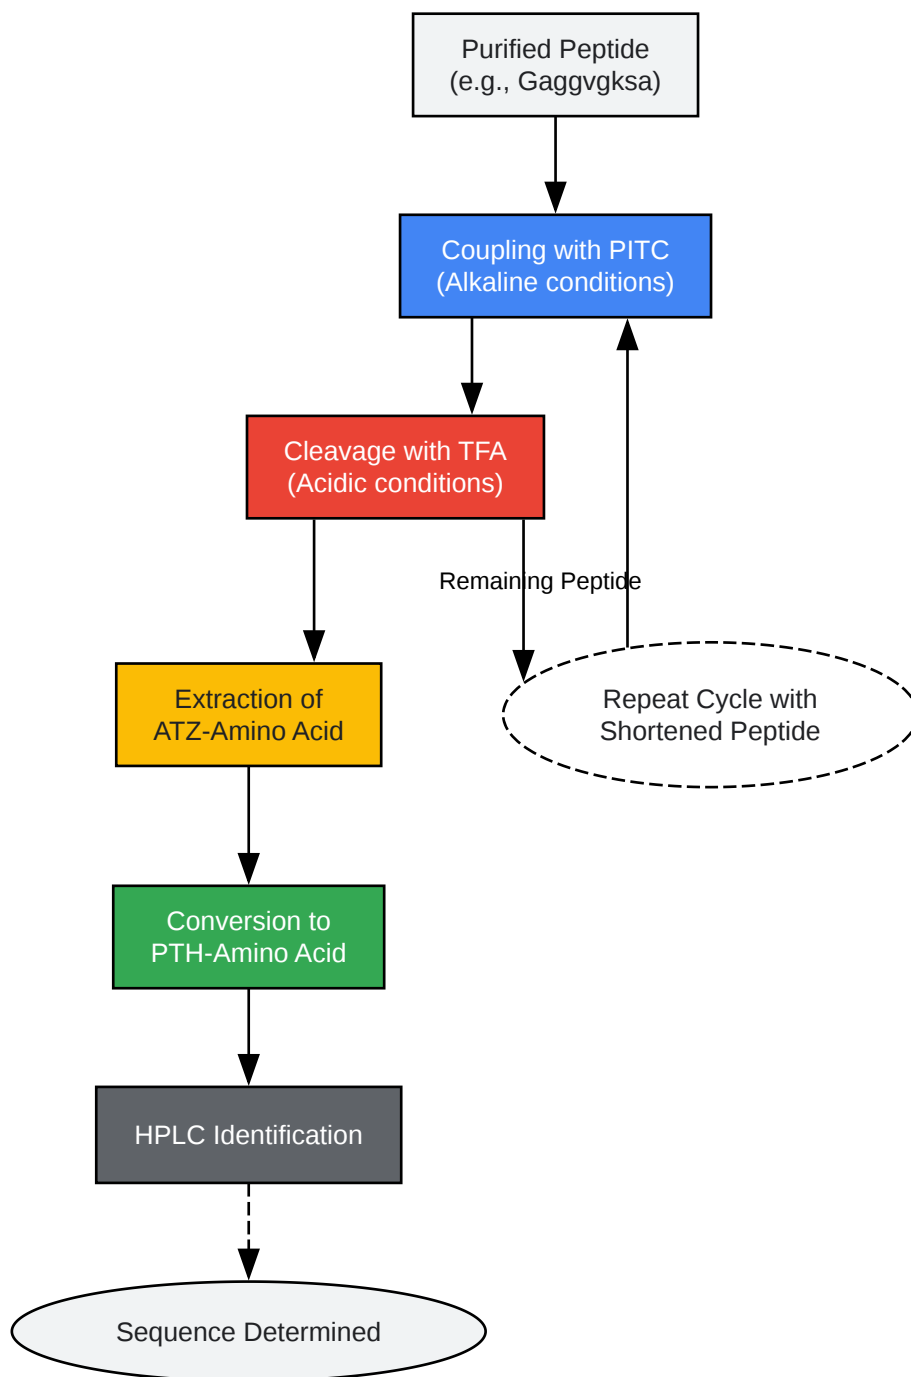 Purified Peptide
(e.g., Gaggvgksa)
Coupling with PITC
(Alkaline conditions)
Cleavage with TFA
(Acidic conditions)
Remaining Peptide
Extraction of
ATZ-Amino Acid
Repeat Cycle with
Shortened Peptide
Conversion to
PTH-Amino Acid
HPLC Identification
Sequence Determined